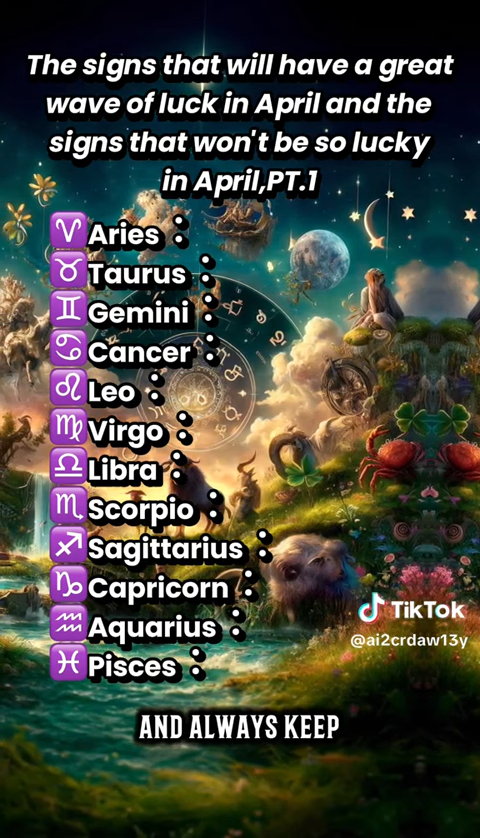 The signs that will have a great
wave of luck in April and the
signs that won't be so lucky
in April,PT.1
♈Aries :
♉Taurus :
♊Gemini :
♋Cancer :
♌Leo :
♍Virgo :
♎Libra :
♏Scorpio :
♐Sagittarius :
♑Capricorn :
♒Aquarius :
♓Pisces :
TikTok
@ai2crdaw13y
AND ALWAYS KEEP